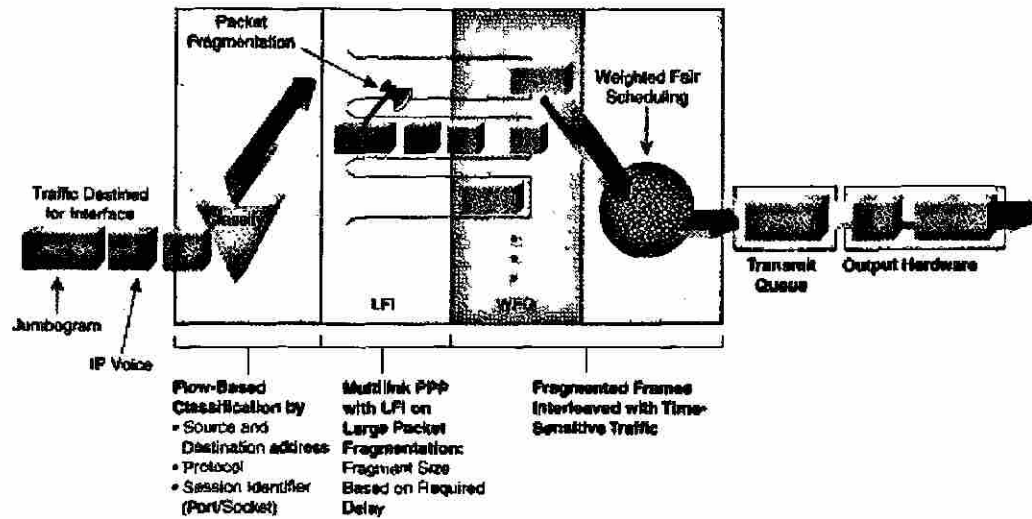 Packet
Fragmentation
Weighted Fair
Scheduling
Traffic Destined
for Interface
Classify
Transmit
Queue
Output Hardware
LFI
WFQ
Jumbogram
IP Voice
Flow-Based
Classification by
• Source and
Destination address
• Protocol
• Session Identifier
(Port/Socket)
Multilink PPP
with LFI on
Large Packet
Fragmentation:
Fragment Size
Based on Required
Delay
Fragmented Frames
Interleaved with Time-
Sensitive Traffic